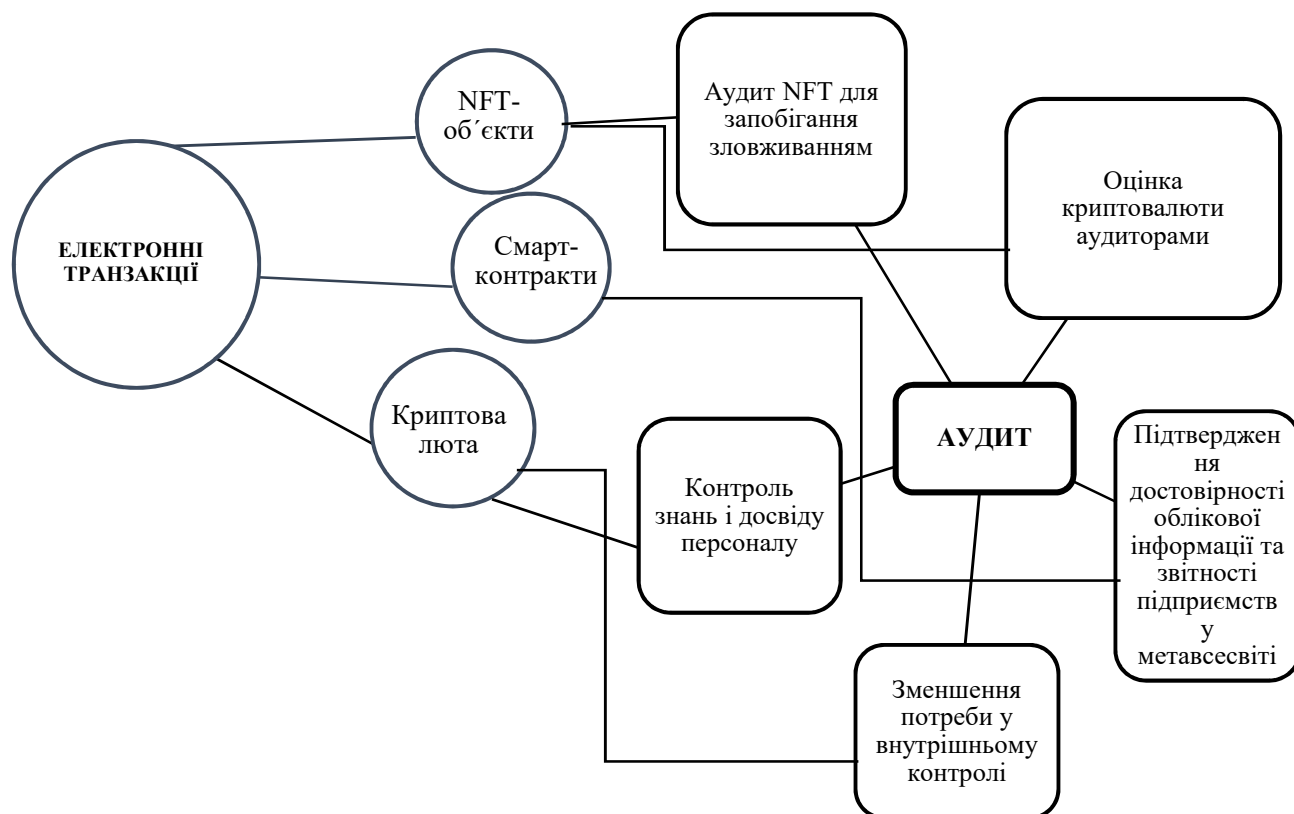 NFT-
об´єкти
Аудит NFT для
запобігання
зловживанням
Оцінка
криптовалюти
аудиторами
ЕЛЕКТРОННІ
ТРАНЗАКЦІЇ
Смарт-
контракти
Криптова
люта
АУДИТ
Контроль
знань і досвіду
персоналу
Підтверджен
ня
достовірності
облікової
інформації та
звітності
підприємств
у
метавсесвіті
Зменшення
потреби у
внутрішньому
контролі